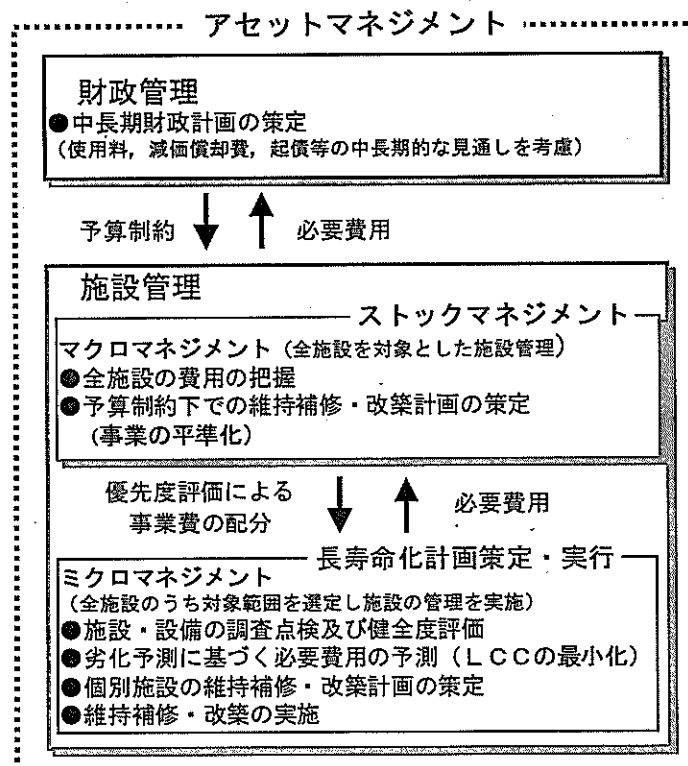 アセットマネジメント
財政管理
●中長期財政計画の策定
(使用料，減価償却費，起債等の中長期的な見通しを考慮)
予算制約
必要費用
施設管理
ストックマネジメント
マクロマネジメント (全施設を対象とした施設管理)
●全施設の費用の把握
●予算制約下での維持補修・改築計画の策定
(事業の平準化)
優先度評価による
事業費の配分
必要費用
長寿命化計画策定・実行
ミクロマネジメント
(全施設のうち対象範囲を選定し施設の管理を実施)
●施設・設備の調査点検及び健全度評価
●劣化予測に基づく必要費用の予測 (ＬＣＣの最小化)
●個別施設の維持補修・改築計画の策定
●維持補修・改築の実施